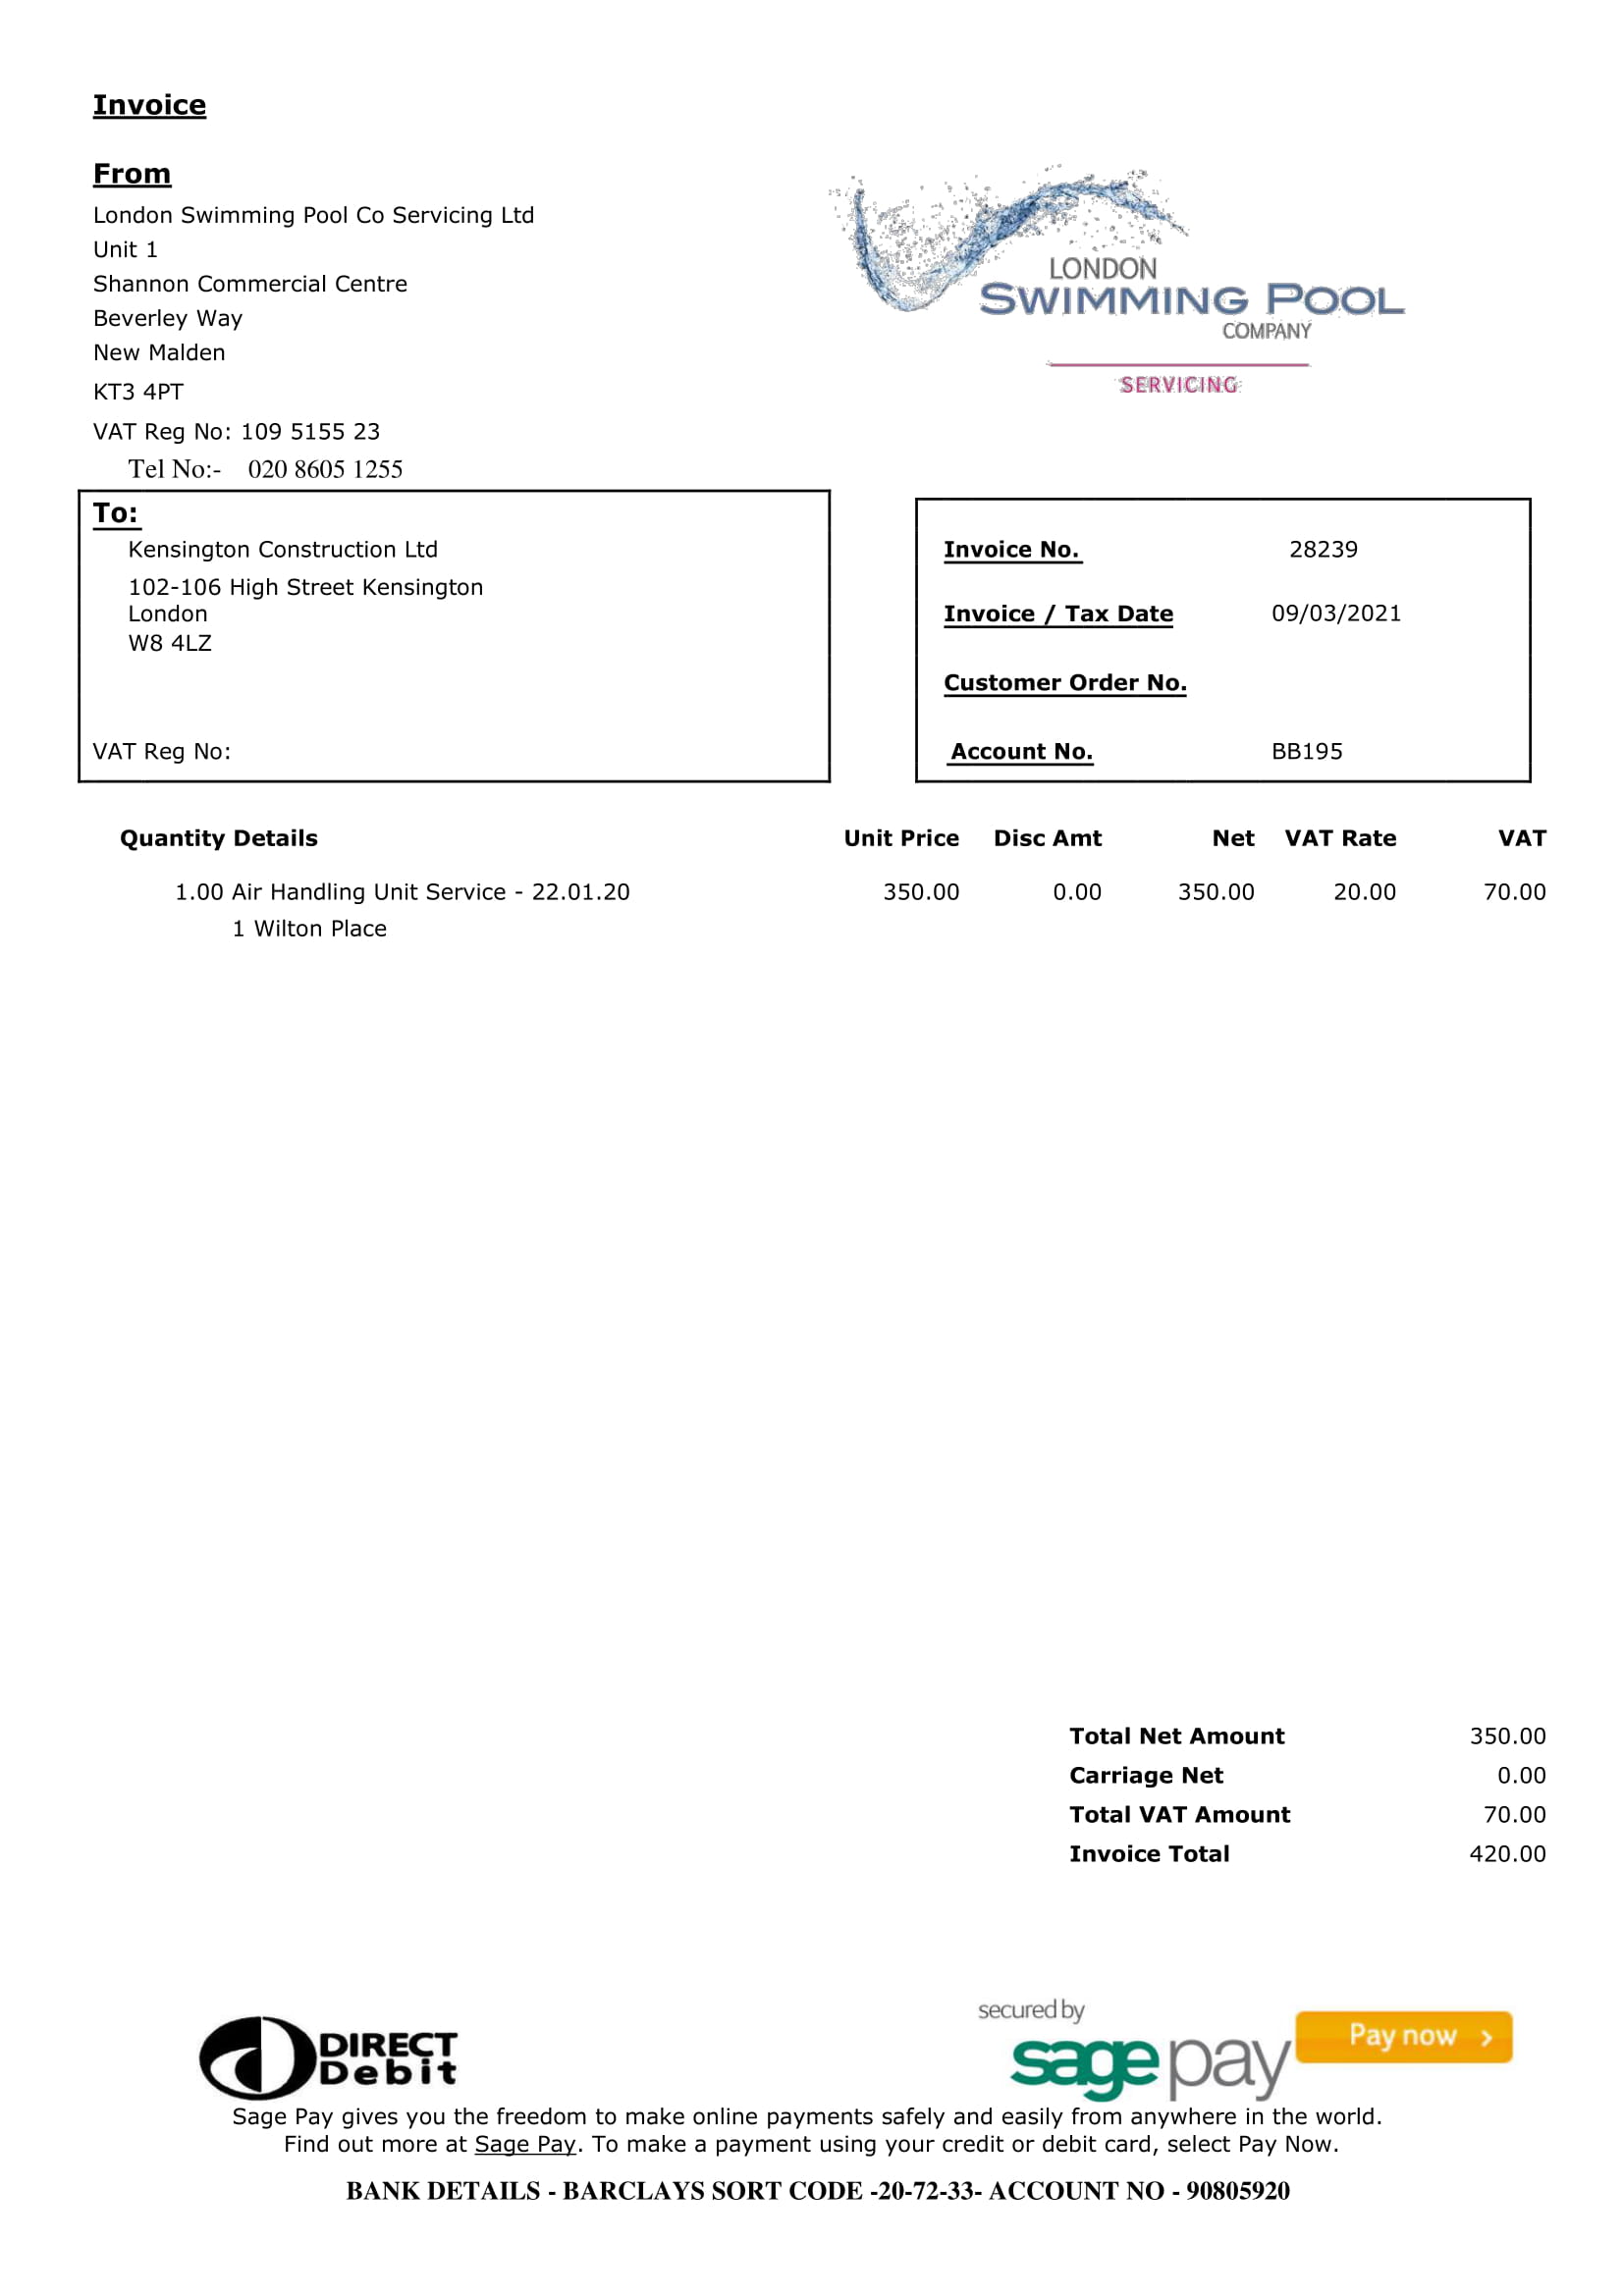 Invoice
From
London Swimming Pool Co Servicing Ltd
Unit 1
Shannon Commercial Centre
Beverley Way
New Malden
KT3 4PT
VAT Reg No: 109 5155 23
Tel No:- 020 8605 1255
LONDON
SWIMMING POOL
COMPANY
SERVICING
To:
Kensington Construction Ltd
102-106 High Street Kensington
London
W8 4LZ
VAT Reg No:
Invoice No. 28239
Invoice / Tax Date 09/03/2021
Customer Order No.
Account No. BB195
Quantity Details Unit Price Disc Amt Net VAT Rate VAT
1.00 Air Handling Unit Service - 22.01.20 350.00 0.00 350.00 20.00 70.00
1 Wilton Place
Total Net Amount 350.00
Carriage Net 0.00
Total VAT Amount 70.00
Invoice Total 420.00
DIRECT
Debit
secured by
sage pay
Pay now
Sage Pay gives you the freedom to make online payments safely and easily from anywhere in the world.
Find out more at Sage Pay. To make a payment using your credit or debit card, select Pay Now.
BANK DETAILS - BARCLAYS SORT CODE -20-72-33- ACCOUNT NO - 90805920